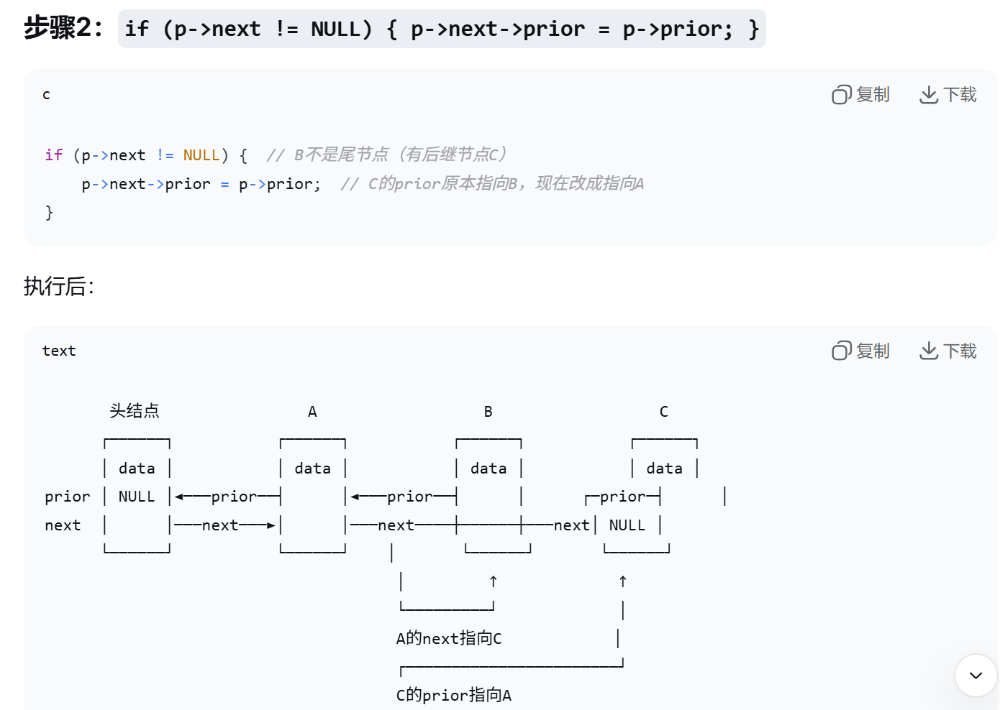 步骤2：if (p->next != NULL) { p->next->prior = p->prior; }
c 复制 下载
if (p->next != NULL) {  // B不是尾节点（有后继节点C）
    p->next->prior = p->prior;  // C的prior原本指向B，现在改成指向A
}
执行后：
text 复制 下载
       头结点                A                  B                  C
      ┌──────┐           ┌──────┐           ┌──────┐           ┌──────┐
      │ data │           │ data │           │ data │           │ data │
prior │ NULL │◄───prior──┤      │◄───prior──┤      │      ┌─prior─┤      │
next  │      │───next───►│      │───next────┼──────┼───next│ NULL │
      └──────┘           └──────┘    │       └──────┘       └──────┘
                                      │         ↑             ↑
                                      └─────────┘             │
                                      A的next指向C            │
                                      ┌───────────────────────┘
                                      C的prior指向A